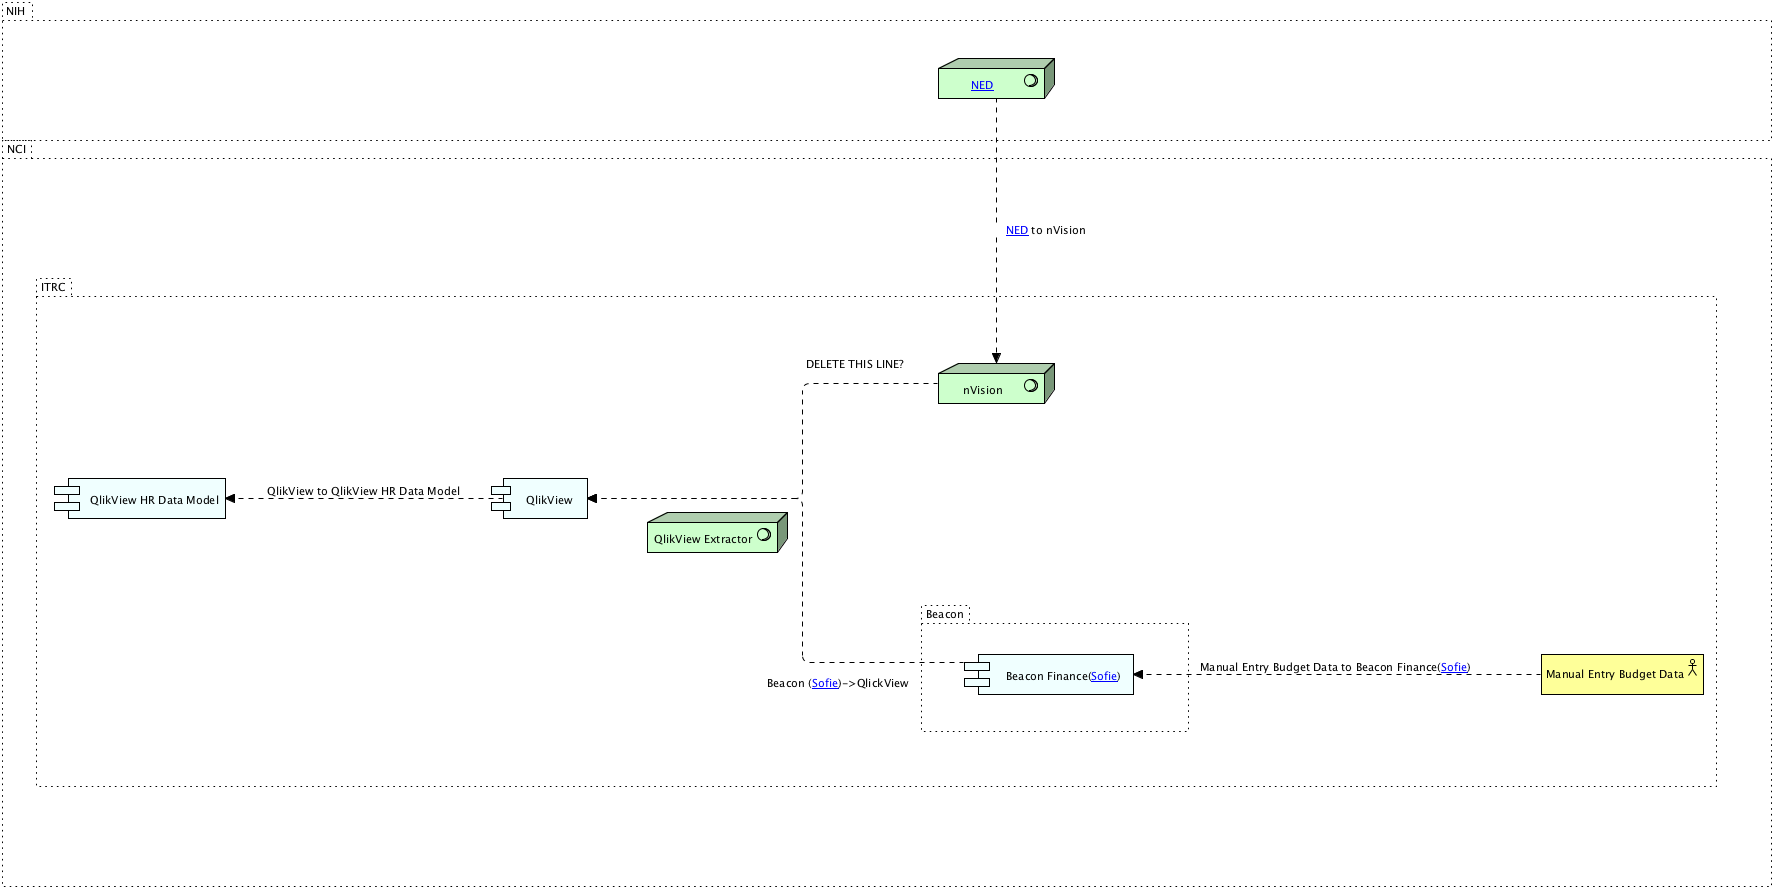 NIH
NED
NCI
NED to nVision
ITRC
DELETE THIS LINE?
nVision
QlikView HR Data Model
QlikView to QlikView HR Data Model
QlikView
QlikView Extractor
Beacon
Beacon (Sofie)->QlickView
Beacon Finance(Sofie)
Manual Entry Budget Data to Beacon Finance(Sofie)
Manual Entry Budget Data